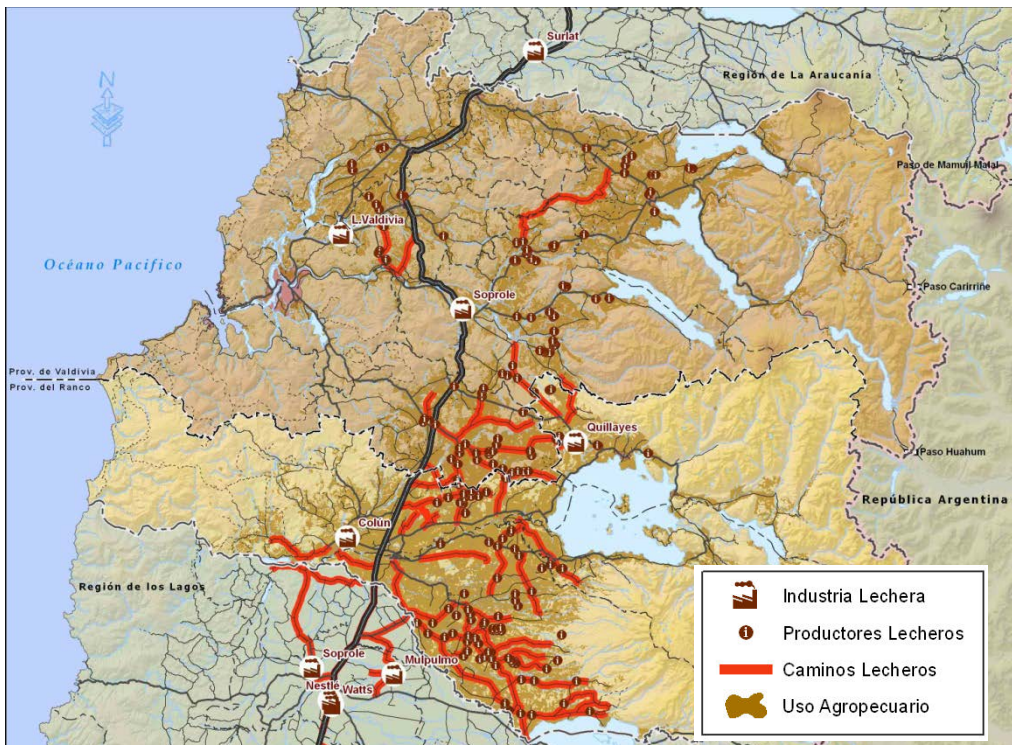 Surlat
Región de La Araucanía
N
Paso de Mamuil Malal
L.Valdivia
Océano Pacífico
Paso Carirriñe
Soprole
Prov. de Valdivia
Prov. del Ranco
Quillayes
Paso Huahum
República Argentina
Colún
Región de los Lagos
Soprole
Mulpulmo
Nestle
Watts
Industria Lechera
Productores Lecheros
Caminos Lecheros
Uso Agropecuario